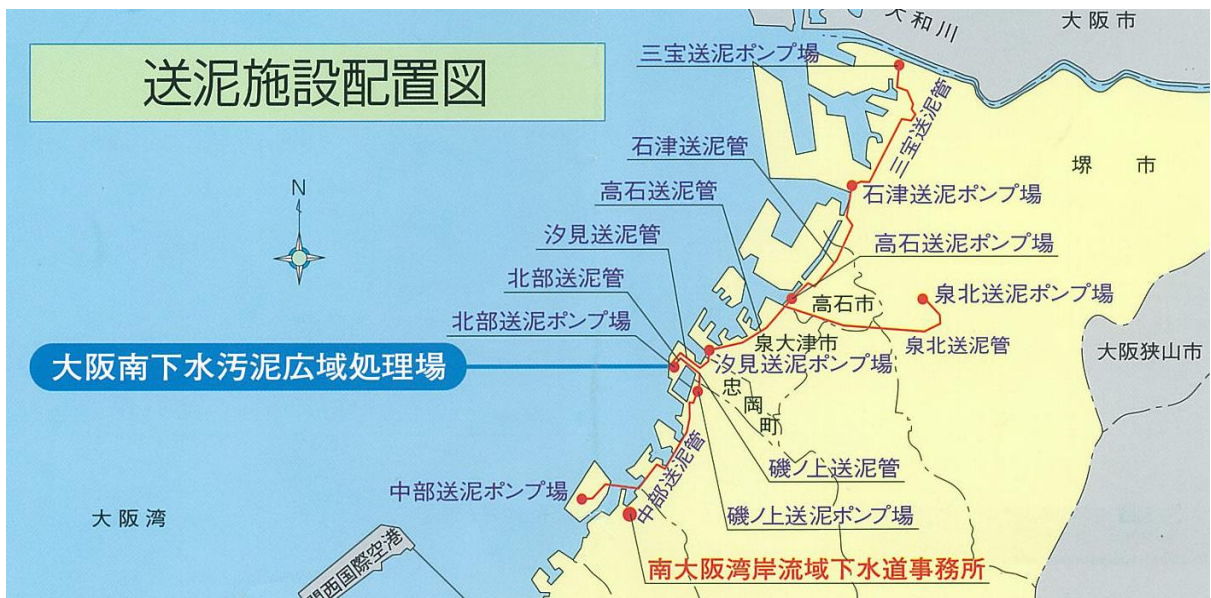 送泥施設配置図
大和川
大阪市
三宝送泥ポンプ場
三宝送泥管
石津送泥管
堺市
高石送泥管
石津送泥ポンプ場
汐見送泥管
高石送泥ポンプ場
N
北部送泥管
高石市
泉北送泥ポンプ場
北部送泥ポンプ場
泉大津市
泉北送泥管
大阪南下水汚泥広域処理場
汐見送泥ポンプ場
大阪狭山市
忠岡町
磯ノ上送泥管
中部送泥管
中部送泥ポンプ場
磯ノ上送泥ポンプ場
大阪湾
関西国際空港
南大阪湾岸流域下水道事務所